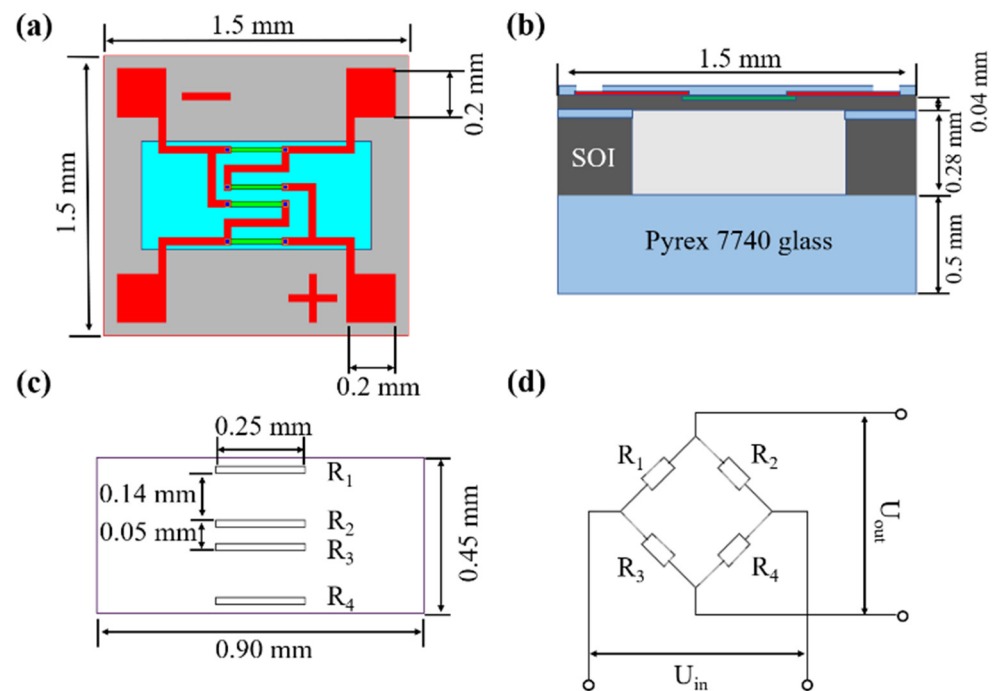 (a)
1.5 mm
0.2 mm
1.5 mm
0.2 mm
(b)
1.5 mm
0.04 mm
SOI
0.28 mm
Pyrex 7740 glass
0.5 mm
(c)
0.25 mm
R1
0.14 mm
R2
0.05 mm
R3
0.45 mm
R4
0.90 mm
(d)
R1
R2
Uout
R3
R4
Uin